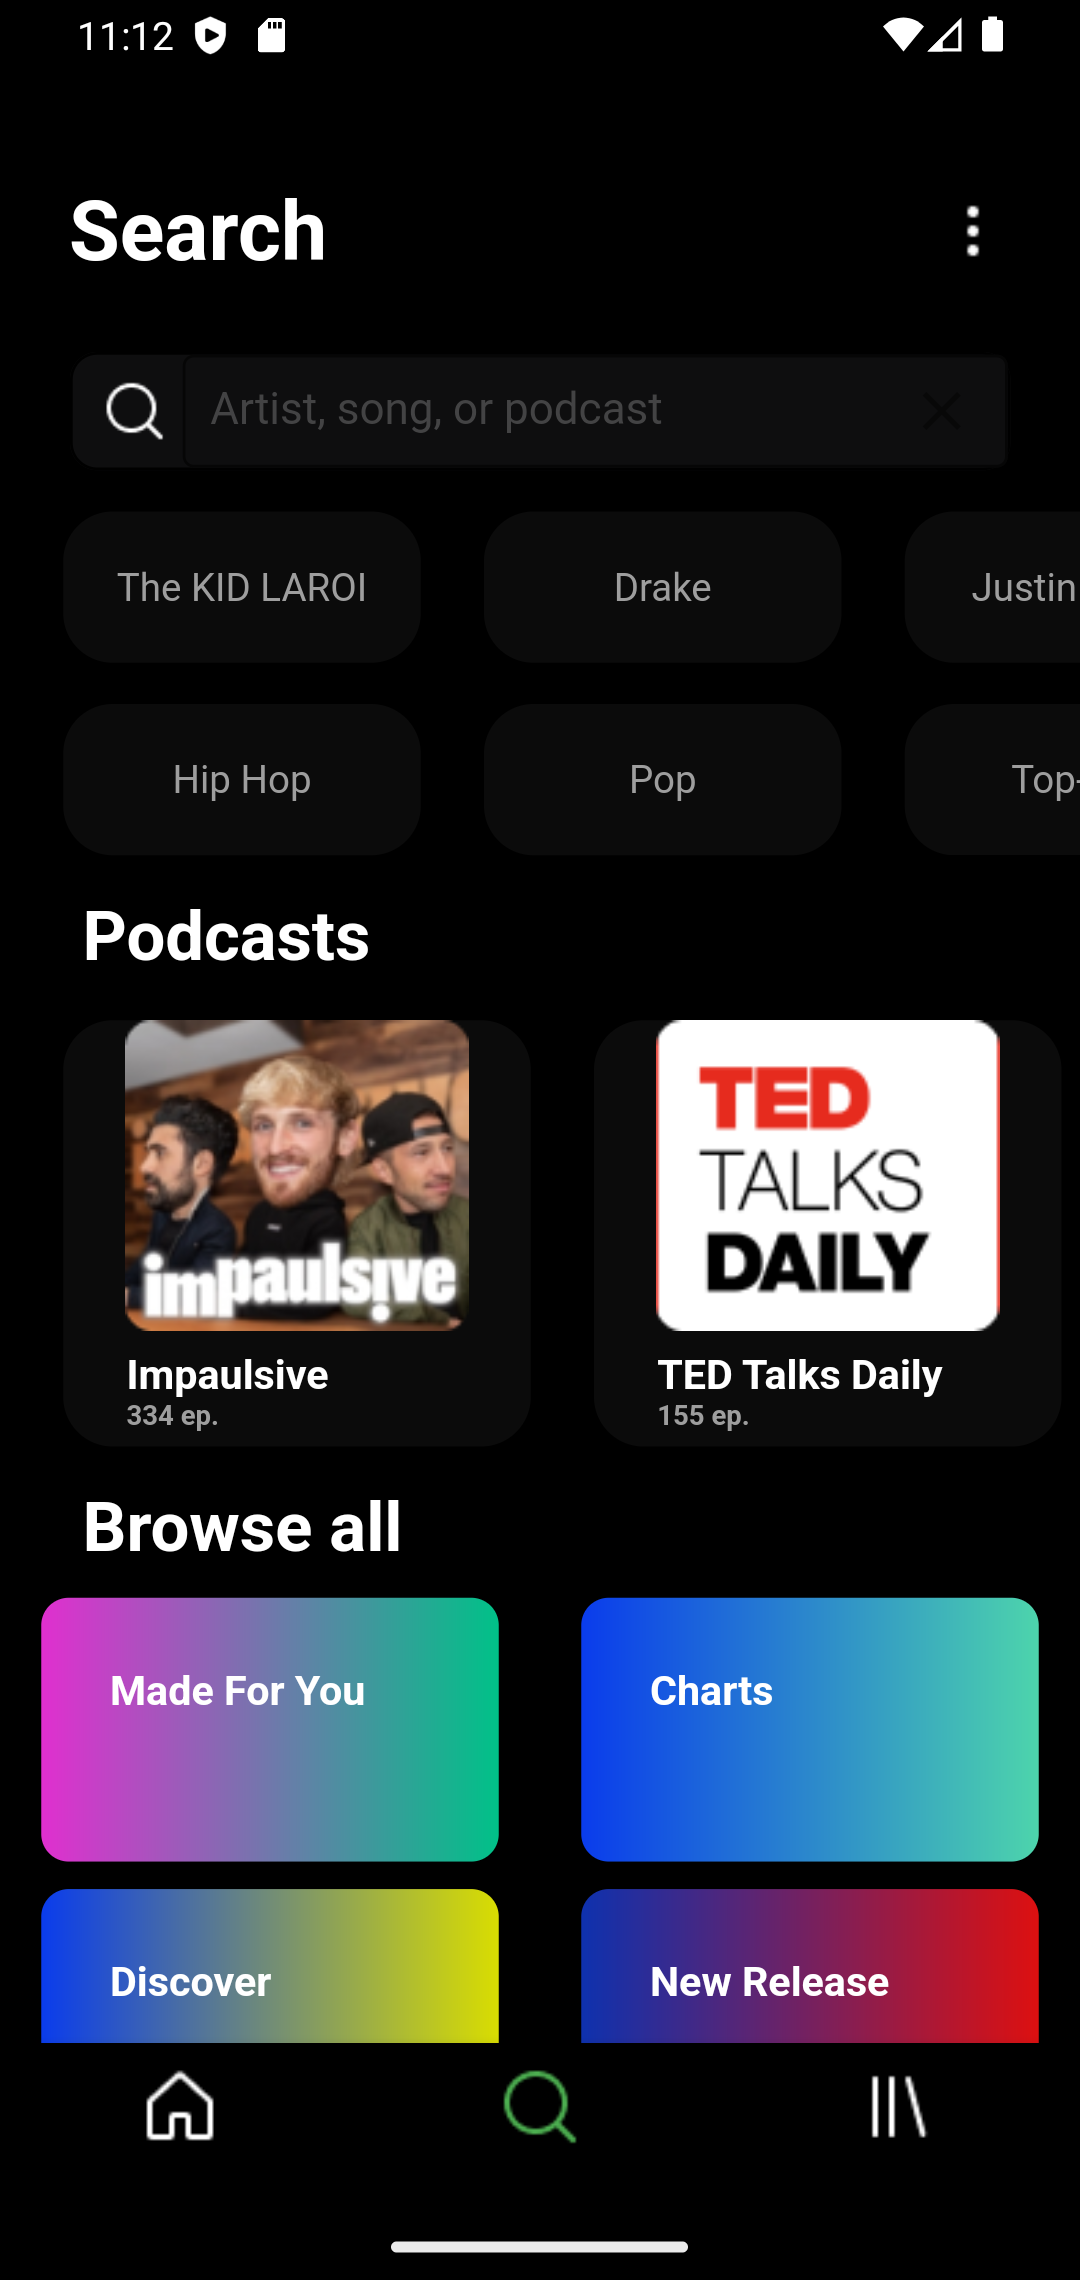 11:12
Search
Artist, song, or podcast
The KID LAROI
Drake
Justin
Hip Hop
Pop
Top-
Podcasts
impaulsive
TED
TALKS
DAILY
Impaulsive
334 ep.
TED Talks Daily
155 ep.
Browse all
Made For You
Charts
Discover
New Release